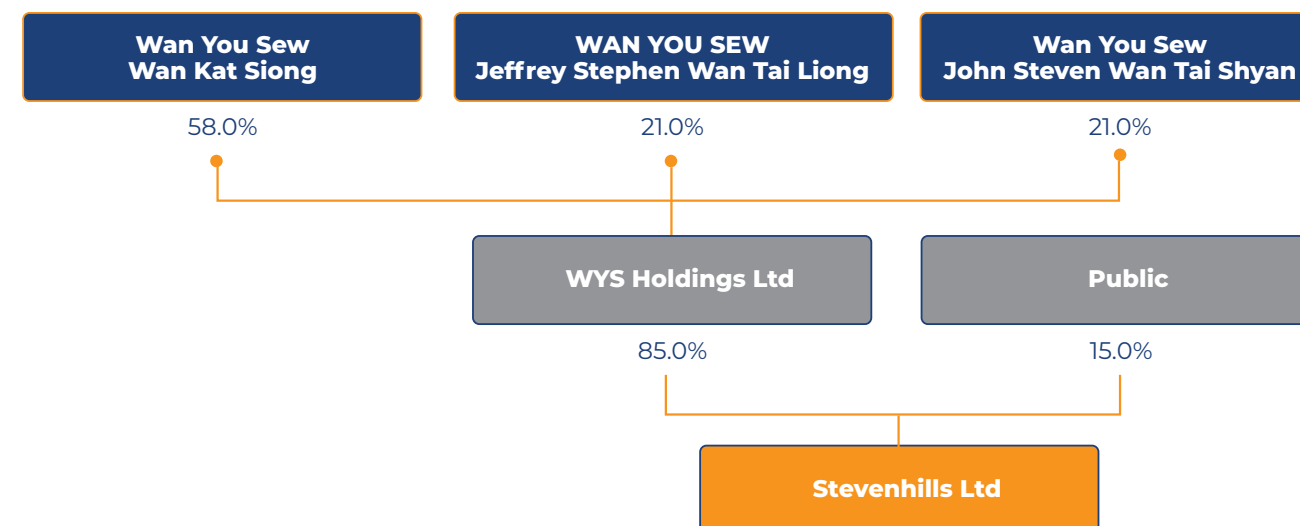 Wan You Sew
Wan Kat Siong
WAN YOU SEW
Jeffrey Stephen Wan Tai Liong
Wan You Sew
John Steven Wan Tai Shyan
58.0%
21.0%
21.0%
WYS Holdings Ltd
Public
85.0%
15.0%
Stevenhills Ltd